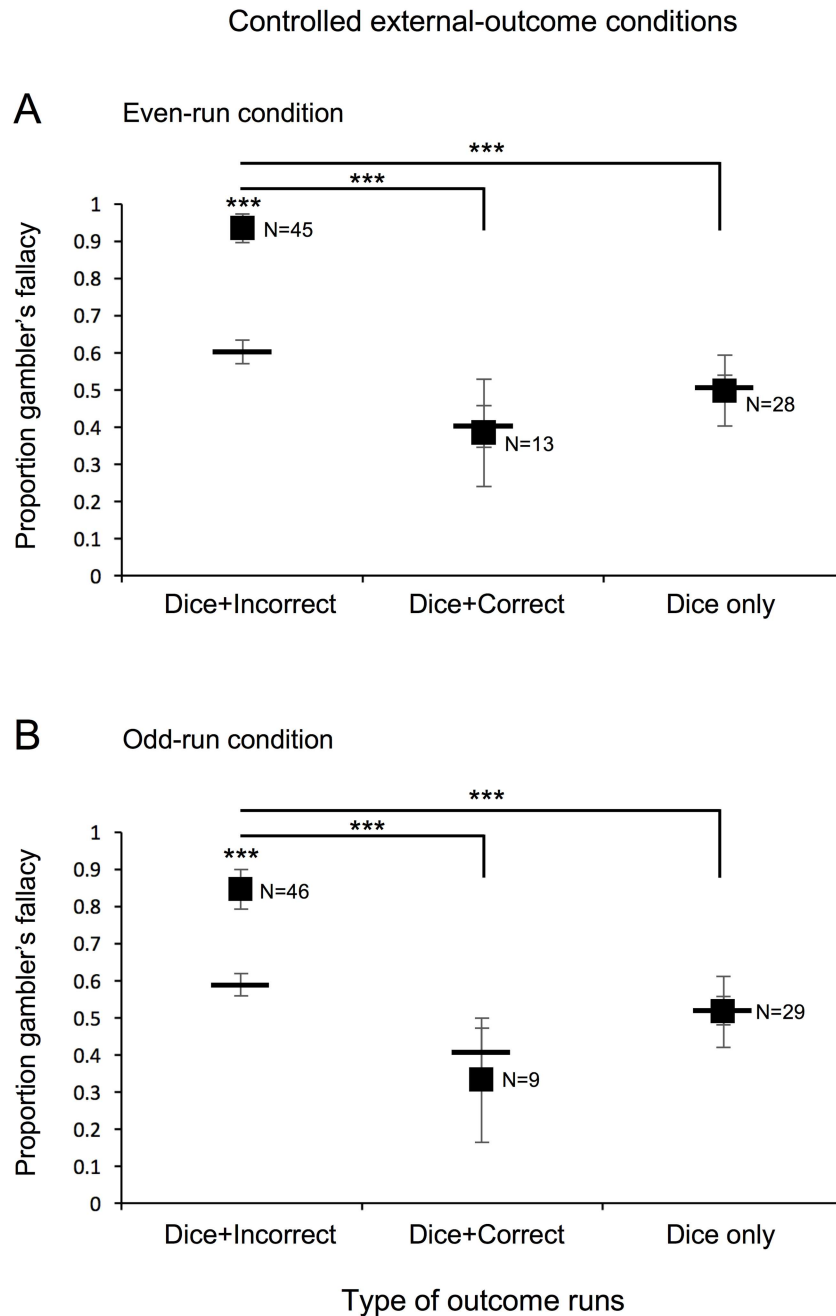 Controlled external-outcome conditions
A
Even-run condition
***
***
***
Proportion gambler's fallacy
1
0.9
0.8
0.7
0.6
0.5
0.4
0.3
0.2
0.1
0
N=45
N=13
N=28
Dice+Incorrect
Dice+Correct
Dice only
B
Odd-run condition
***
***
***
Proportion gambler's fallacy
1
0.9
0.8
0.7
0.6
0.5
0.4
0.3
0.2
0.1
0
N=46
N=9
N=29
Dice+Incorrect
Dice+Correct
Dice only
Type of outcome runs